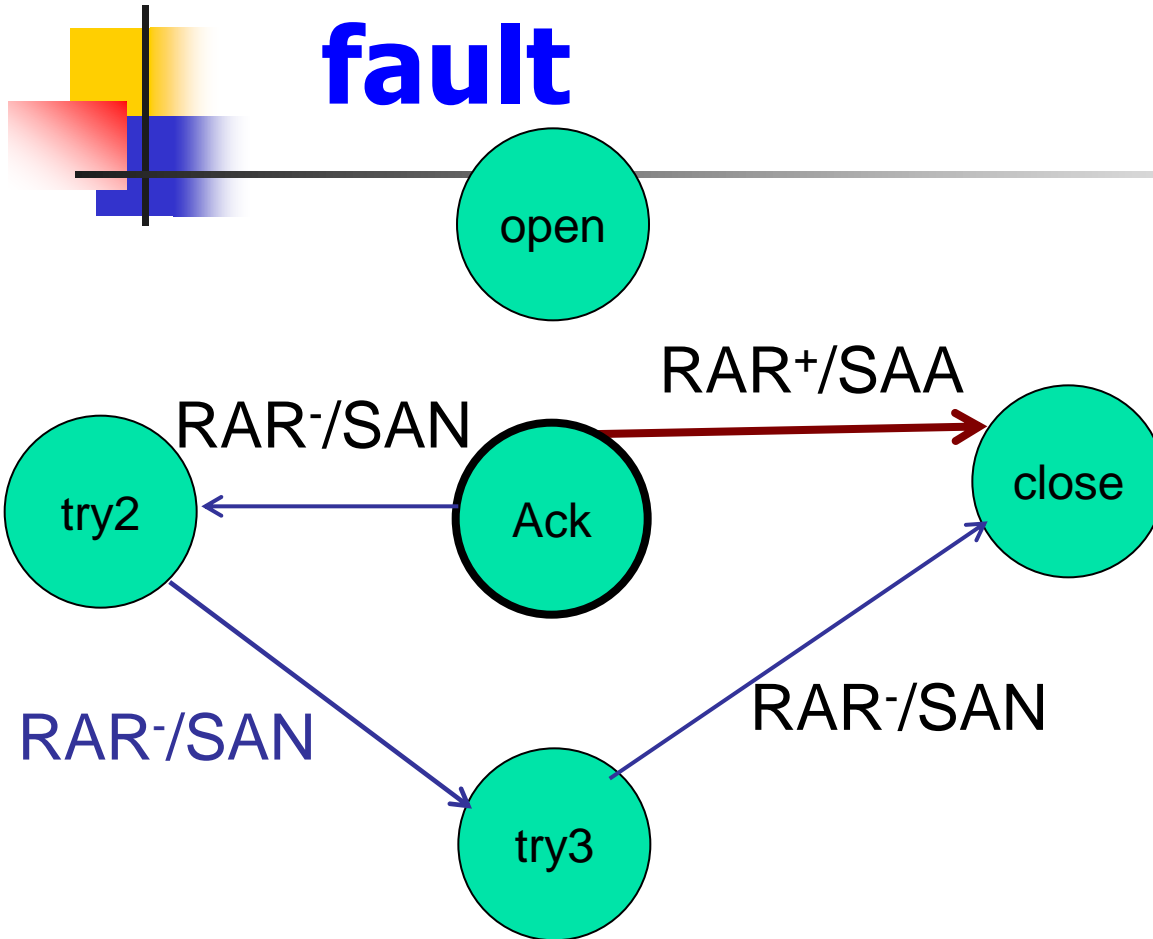 fault
open
RAR⁺/SAA
RAR⁻/SAN
try2
Ack
close
RAR⁻/SAN
RAR⁻/SAN
try3